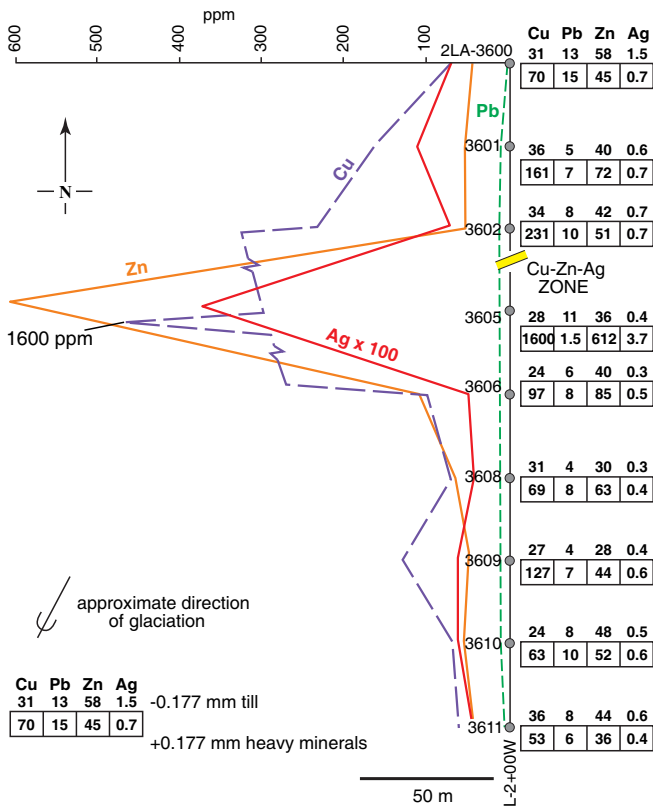 ppm
600 500 400 300 200 100
2LA-3600
Cu Pb Zn Ag
31 13 58 1.5
70 15 45 0.7
Pb
3601
36 5 40 0.6
161 7 72 0.7
Cu
N
3602
34 8 42 0.7
231 10 51 0.7
Zn
Cu-Zn-Ag
ZONE
3605
28 11 36 0.4
1600 1.5 612 3.7
1600 ppm
Ag x 100
3606
24 6 40 0.3
97 8 85 0.5
3608
31 4 30 0.3
69 8 63 0.4
3609
27 4 28 0.4
127 7 44 0.6
approximate direction
of glaciation
3610
24 8 48 0.5
63 10 52 0.6
Cu Pb Zn Ag
31 13 58 1.5 -0.177 mm till
70 15 45 0.7
+0.177 mm heavy minerals
3611
36 8 44 0.6
53 6 36 0.4
L-2+00W
50 m